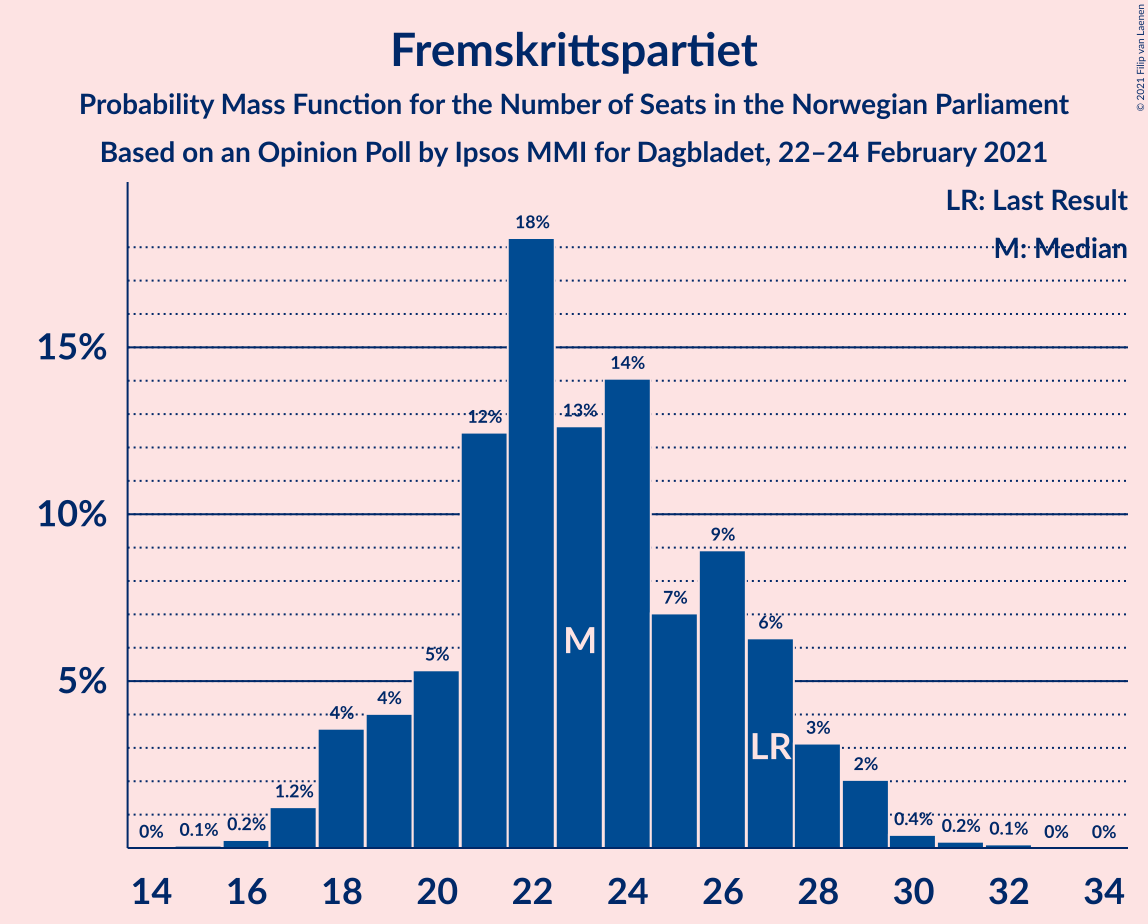 Fremskrittspartiet
Probability Mass Function for the Number of Seats in the Norwegian Parliament
Based on an Opinion Poll by Ipsos MMI for Dagbladet, 22–24 February 2021
© 2021 Filip van Laenen
LR: Last Result
M: Median
15%
10%
5%
0%
0.1%
0.2%
1.2%
4%
4%
5%
12%
18%
13%
14%
7%
9%
6%
3%
2%
0.4%
0.2%
0.1%
0%
0%
M
LR
14 16 18 20 22 24 26 28 30 32 34